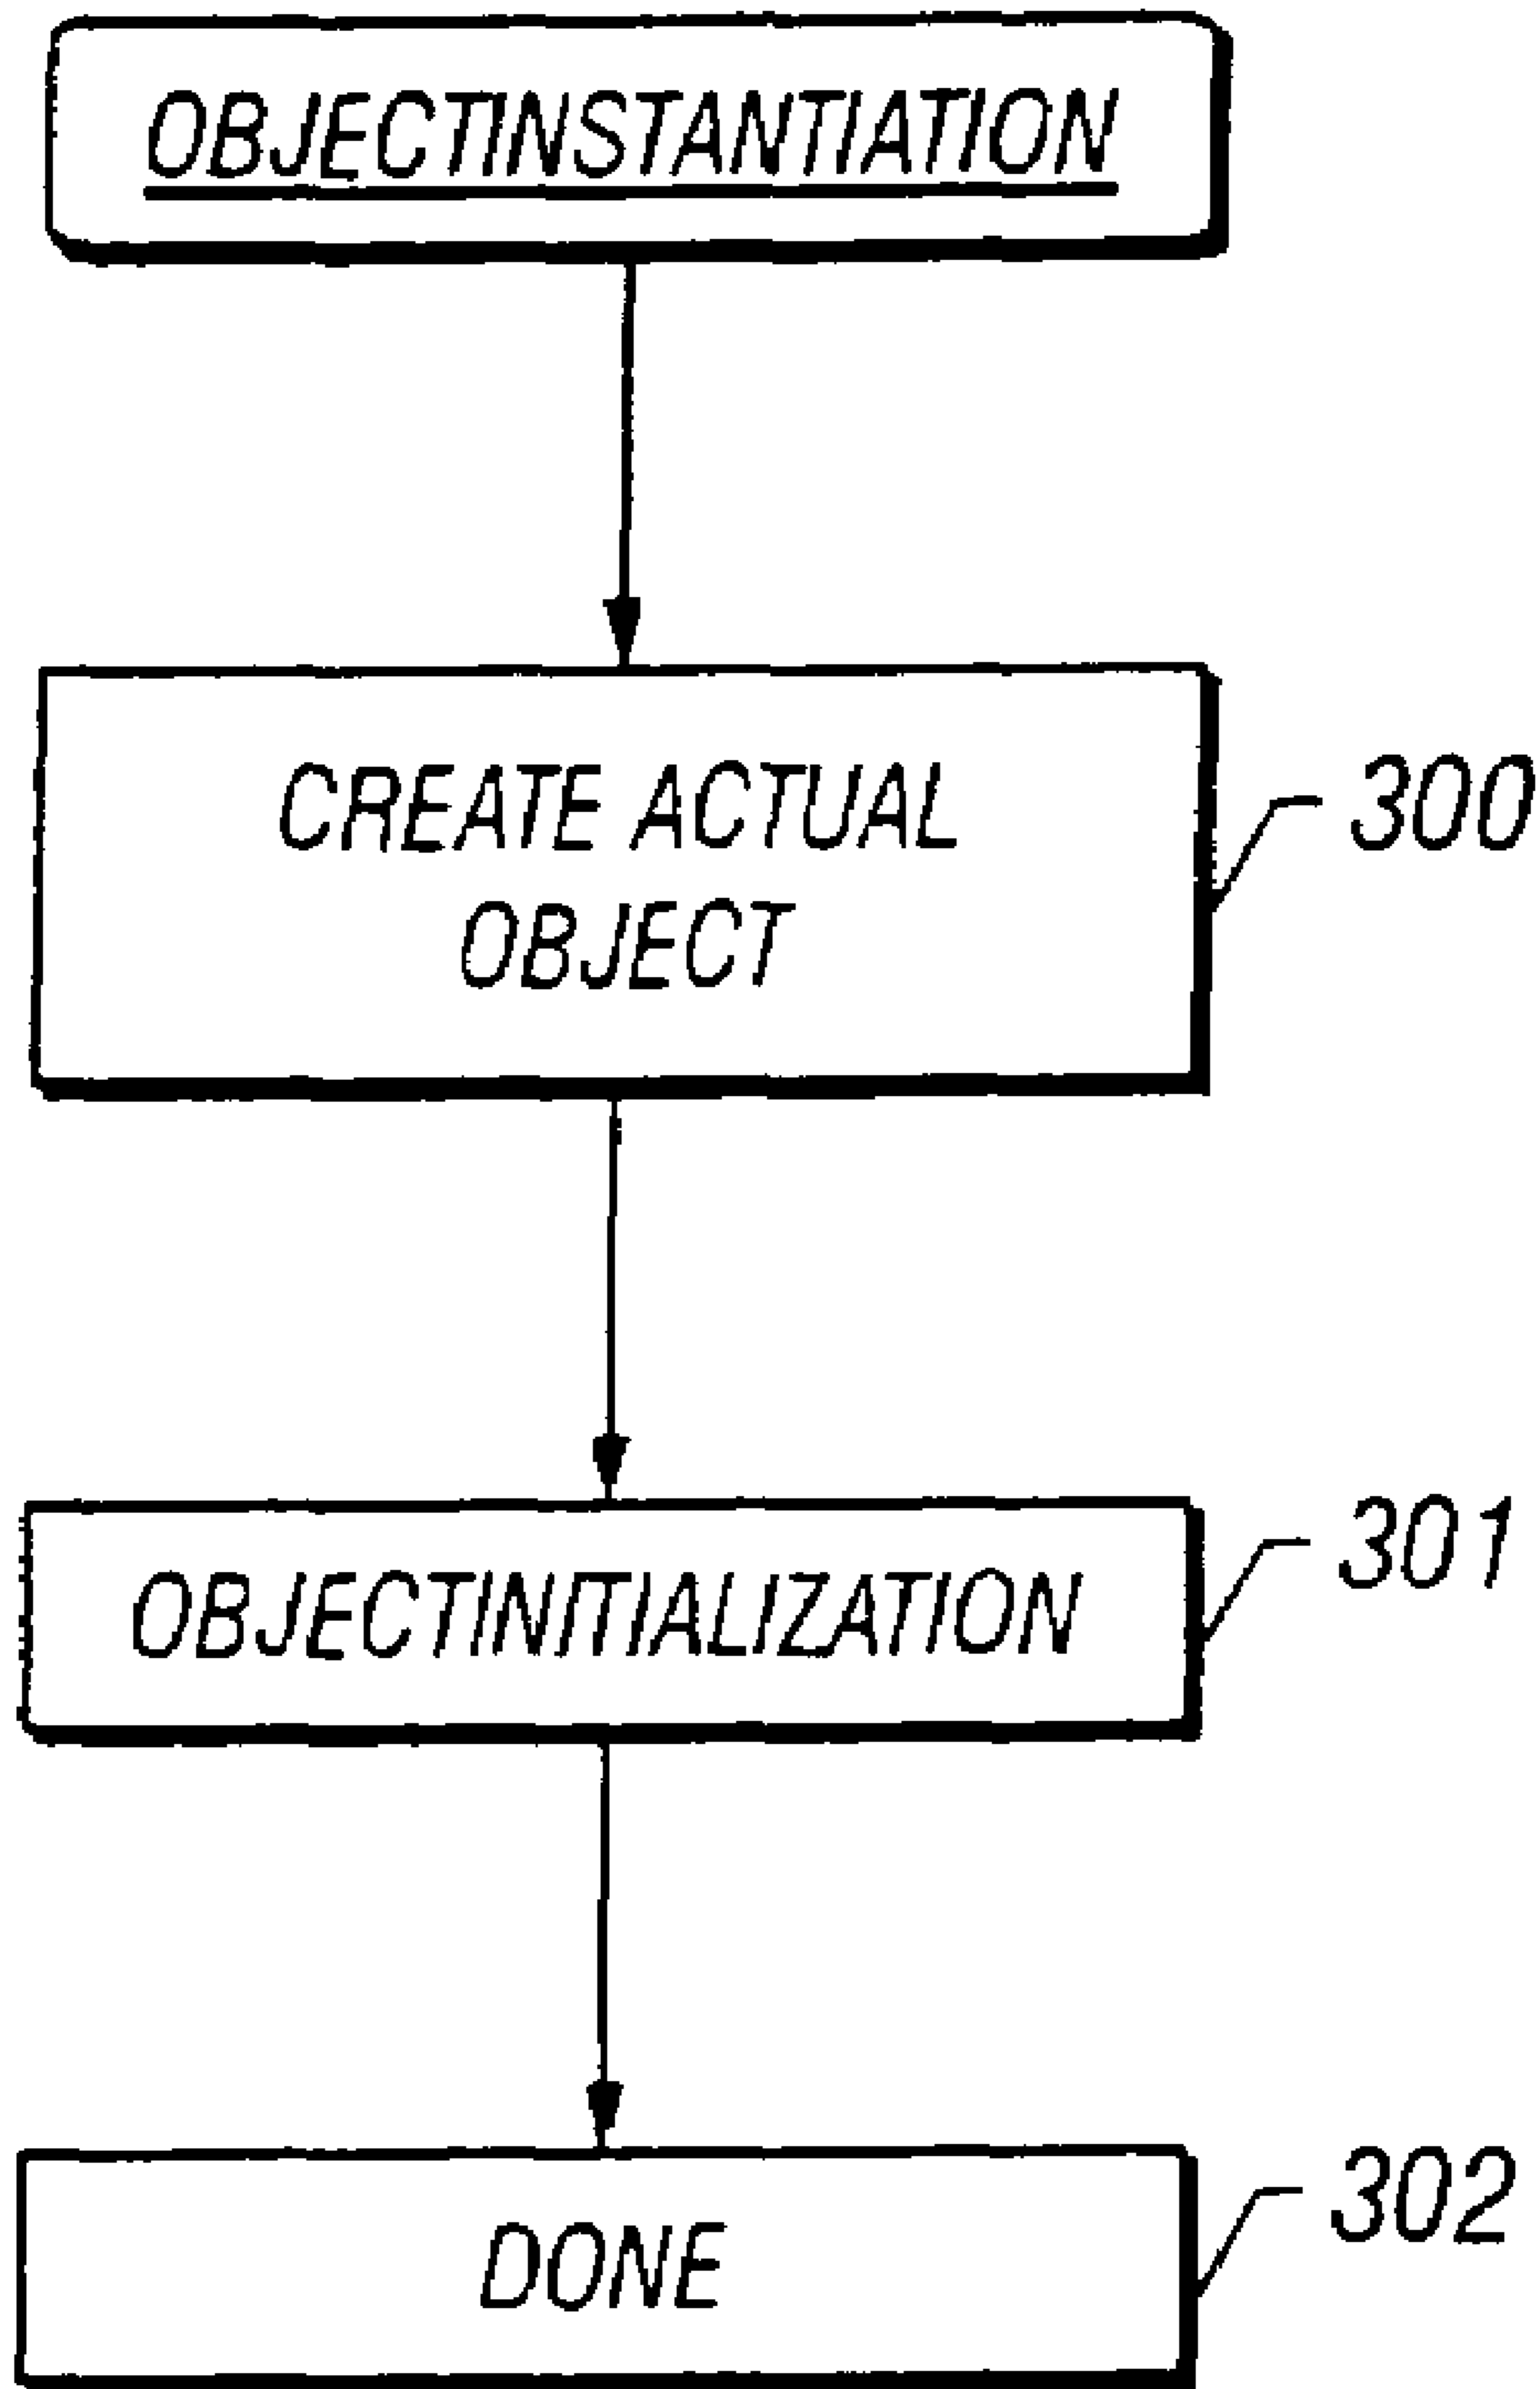 OBJECTINSTANTIATION
CREATE ACTUAL
OBJECT
300
OBJECTINITIALIZATION
301
DONE
302